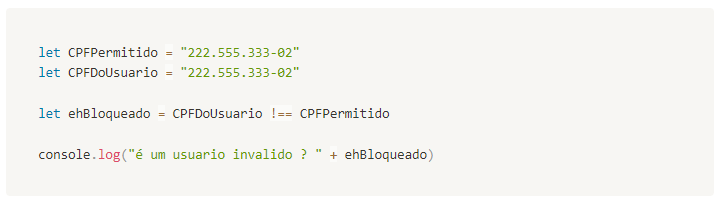 let CPFPermitido = "222.555.333-02"
let CPFDoUsuario = "222.555.333-02"
let ehBloqueado = CPFDoUsuario !== CPFPermitido
console.log("é um usuario invalido ? " + ehBloqueado)